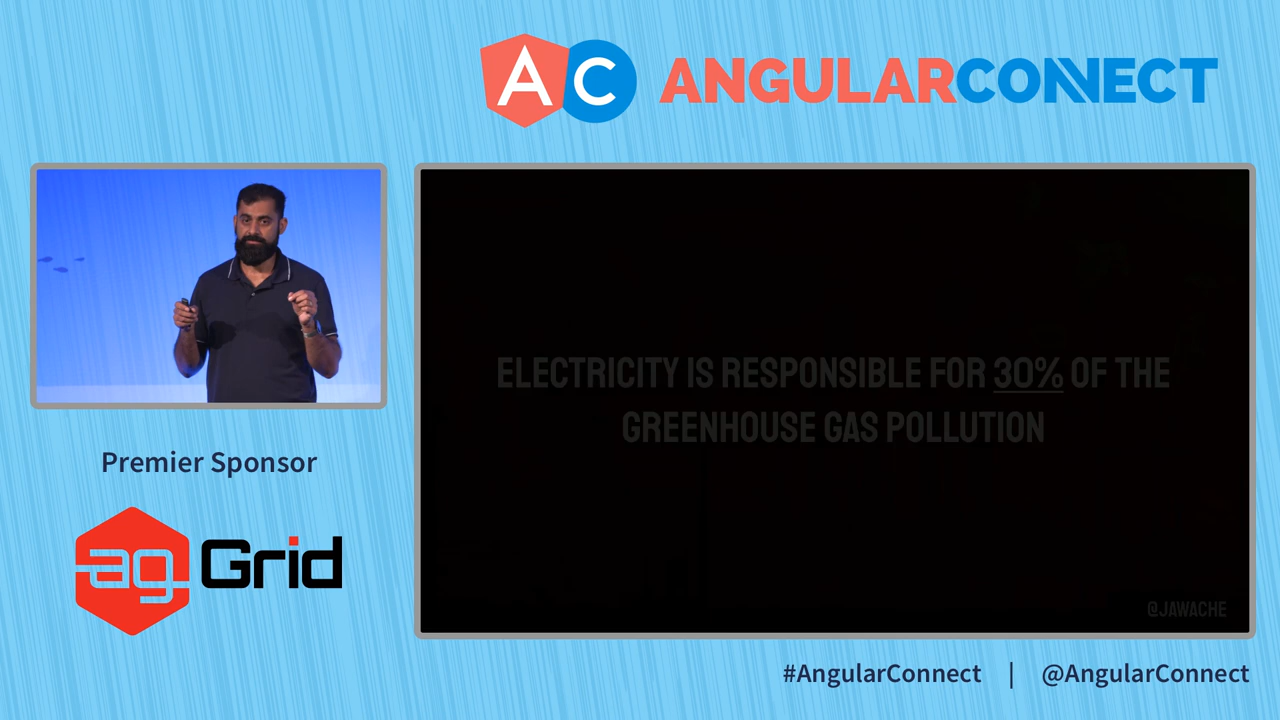 AC ANGULARCONNECT
ELECTRICITY IS RESPONSIBLE FOR 30% OF THE
GREENHOUSE GAS POLLUTION
@JAWACHE
Premier Sponsor
ag Grid
#AngularConnect | @AngularConnect